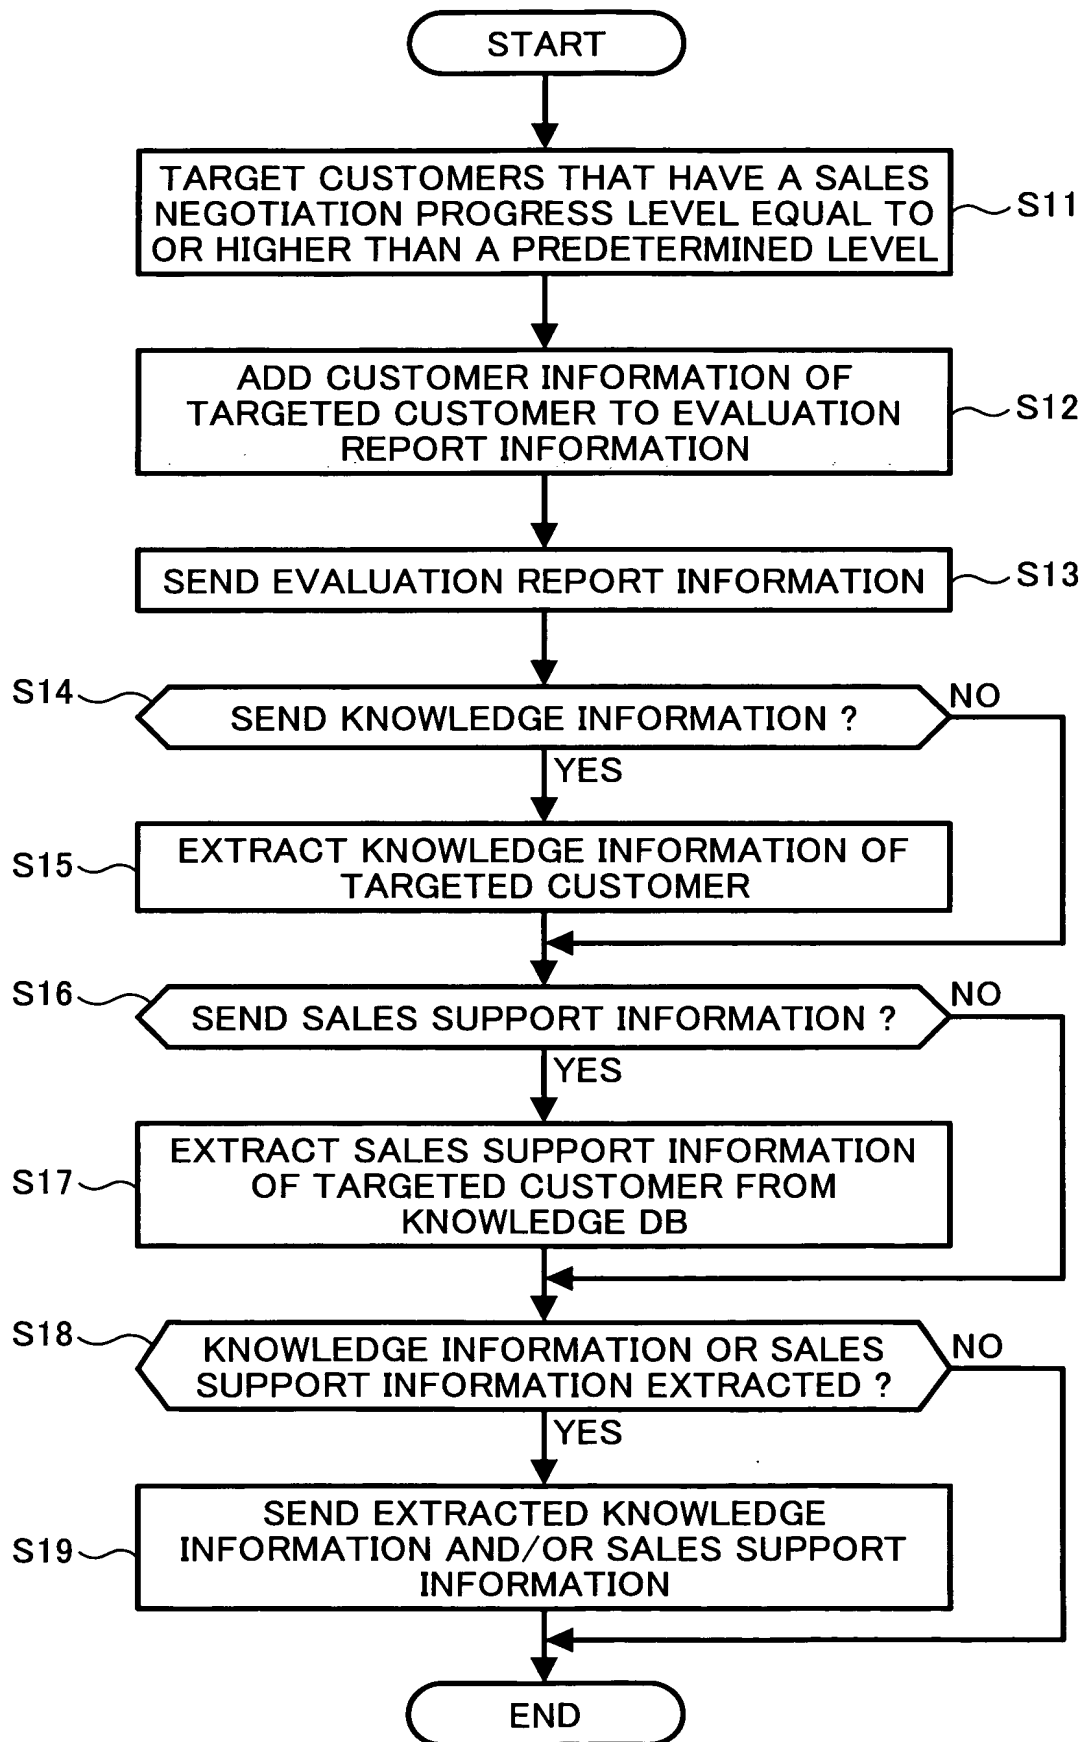 START
TARGET CUSTOMERS THAT HAVE A SALES
NEGOTIATION PROGRESS LEVEL EQUAL TO
OR HIGHER THAN A PREDETERMINED LEVEL
S11
ADD CUSTOMER INFORMATION OF
TARGETED CUSTOMER TO EVALUATION
REPORT INFORMATION
S12
SEND EVALUATION REPORT INFORMATION
S13
S14
SEND KNOWLEDGE INFORMATION ?
NO
YES
S15
EXTRACT KNOWLEDGE INFORMATION OF
TARGETED CUSTOMER
S16
SEND SALES SUPPORT INFORMATION ?
NO
YES
S17
EXTRACT SALES SUPPORT INFORMATION
OF TARGETED CUSTOMER FROM
KNOWLEDGE DB
S18
KNOWLEDGE INFORMATION OR SALES
SUPPORT INFORMATION EXTRACTED ?
NO
YES
S19
SEND EXTRACTED KNOWLEDGE
INFORMATION AND/OR SALES SUPPORT
INFORMATION
END